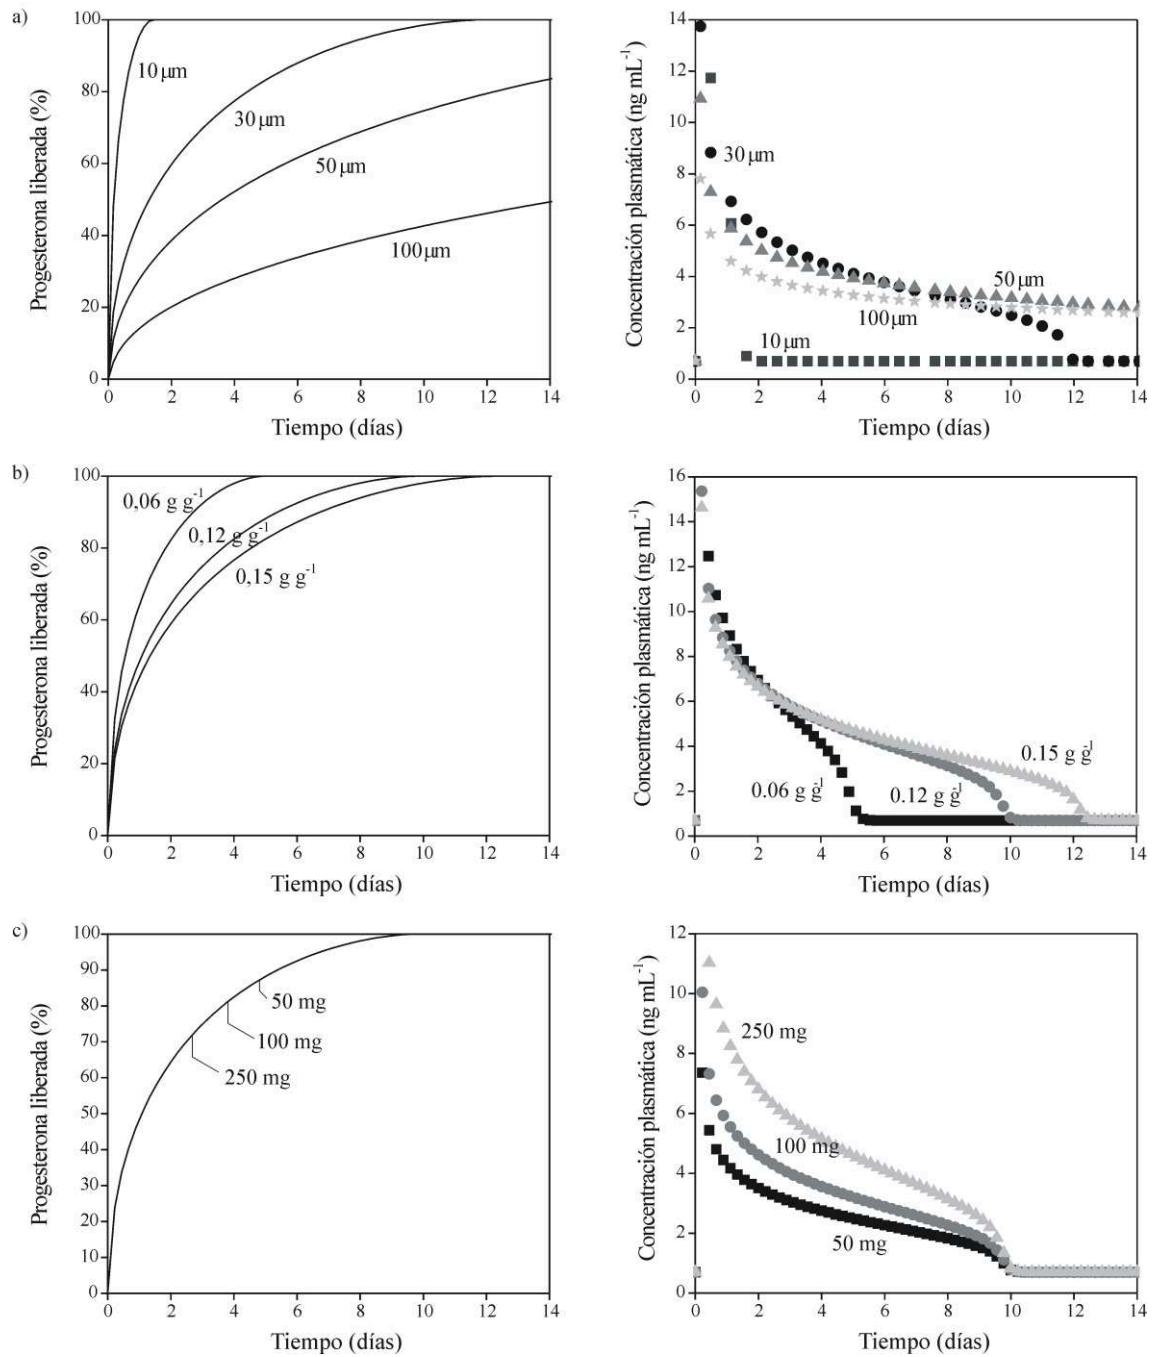 a)
Progesterona liberada (%)
100
80
60
40
20
0
10 µm
30 µm
50 µm
100 µm
0 2 4 6 8 10 12 14
Tiempo (días)
Concentración plasmática (ng mL⁻¹)
14
12
10
8
6
4
2
0
30 µm
50 µm
100 µm
10 µm
0 2 4 6 8 10 12 14
Tiempo (días)
b)
Progesterona liberada (%)
100
80
60
40
20
0
0,06 g g⁻¹
0,12 g g⁻¹
0,15 g g⁻¹
0 2 4 6 8 10 12 14
Tiempo (días)
Concentración plasmática (ng mL⁻¹)
16
14
12
10
8
6
4
2
0
0.15 g g⁻¹
0.06 g g⁻¹ 0.12 g g⁻¹
0 2 4 6 8 10 12 14
Tiempo (días)
c)
Progesterona liberada (%)
100
90
80
70
60
50
40
30
20
10
0
50 mg
100 mg
250 mg
0 2 4 6 8 10 12 14
Tiempo (días)
Concentración plasmática (ng mL⁻¹)
12
10
8
6
4
2
0
250 mg
100 mg
50 mg
0 2 4 6 8 10 12 14
Tiempo (días)